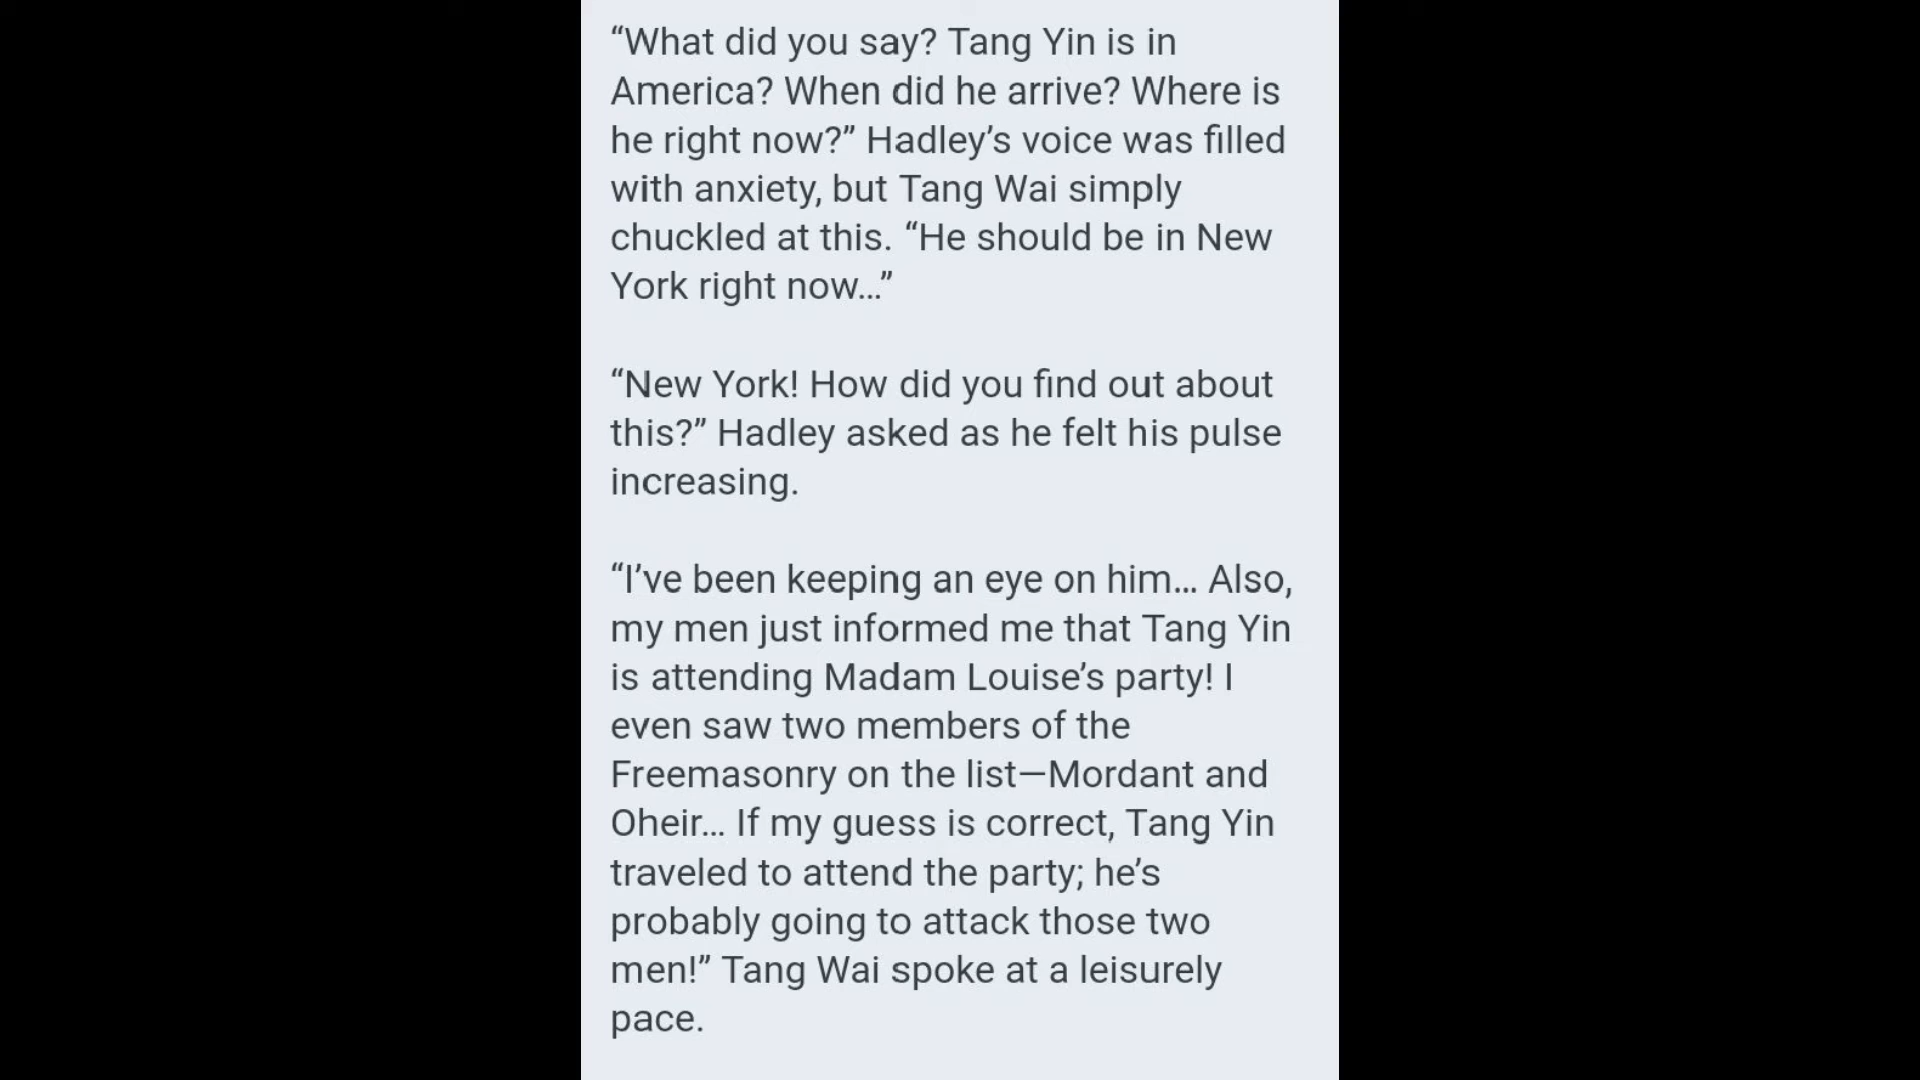 “What did you say? Tang Yin is in
America? When did he arrive? Where is
he right now?” Hadley’s voice was filled
with anxiety, but Tang Wai simply
chuckled at this. “He should be in New
York right now…”
“New York! How did you find out about
this?” Hadley asked as he felt his pulse
increasing.
“I’ve been keeping an eye on him… Also,
my men just informed me that Tang Yin
is attending Madam Louise’s party! I
even saw two members of the
Freemasonry on the list—Mordant and
Oheir… If my guess is correct, Tang Yin
traveled to attend the party; he’s
probably going to attack those two
men!” Tang Wai spoke at a leisurely
pace.